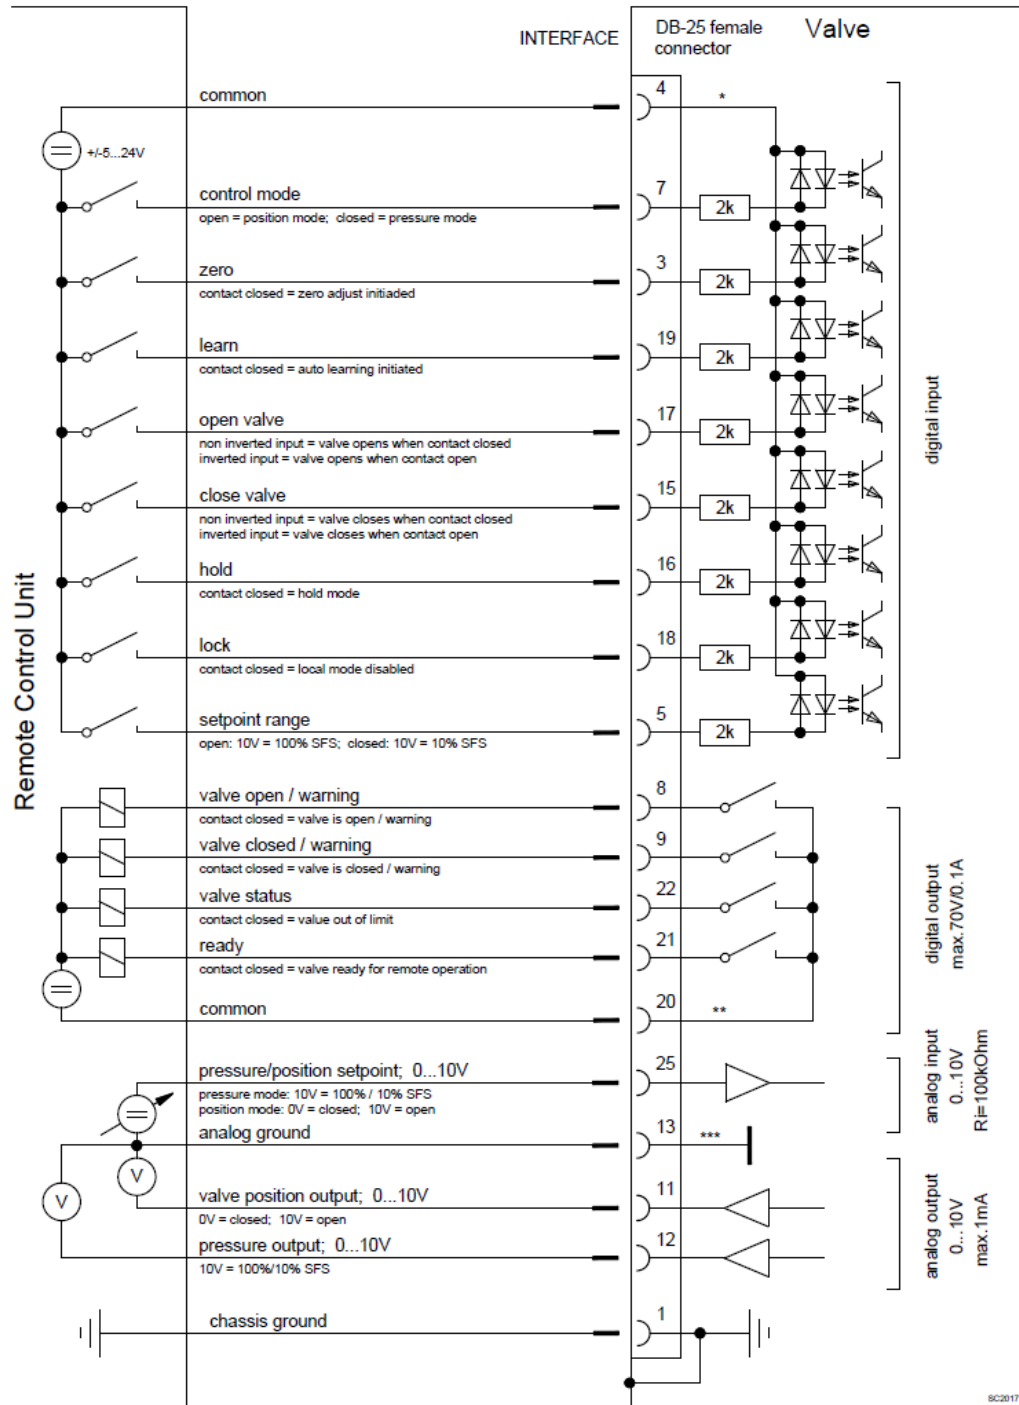 INTERFACE
DB-25 female
connector
Valve
Remote Control Unit
common
4
*
+/-5...24V
control mode
open = position mode; closed = pressure mode
7
2k
zero
contact closed = zero adjust initiaded
3
2k
learn
contact closed = auto learning initiated
19
2k
open valve
non inverted input = valve opens when contact closed
inverted input = valve opens when contact open
17
2k
close valve
non inverted input = valve closes when contact closed
inverted input = valve closes when contact open
15
2k
hold
contact closed = hold mode
16
2k
lock
contact closed = local mode disabled
18
2k
setpoint range
open: 10V = 100% SFS; closed: 10V = 10% SFS
5
2k
digital input
valve open / warning
contact closed = valve is open / warning
8
valve closed / warning
contact closed = valve is closed / warning
9
valve status
contact closed = value out of limit
22
ready
contact closed = valve ready for remote operation
21
common
20
**
digital output
max.70V/0.1A
pressure/position setpoint; 0...10V
pressure mode: 10V = 100% / 10% SFS
position mode: 0V = closed; 10V = open
25
analog ground
13
***
analog input
0...10V
Ri=100kOhm
V
V
valve position output; 0...10V
0V = closed; 10V = open
11
pressure output; 0...10V
10V = 100%/10% SFS
12
analog output
0...10V
max.1mA
chassis ground
1
SC2017